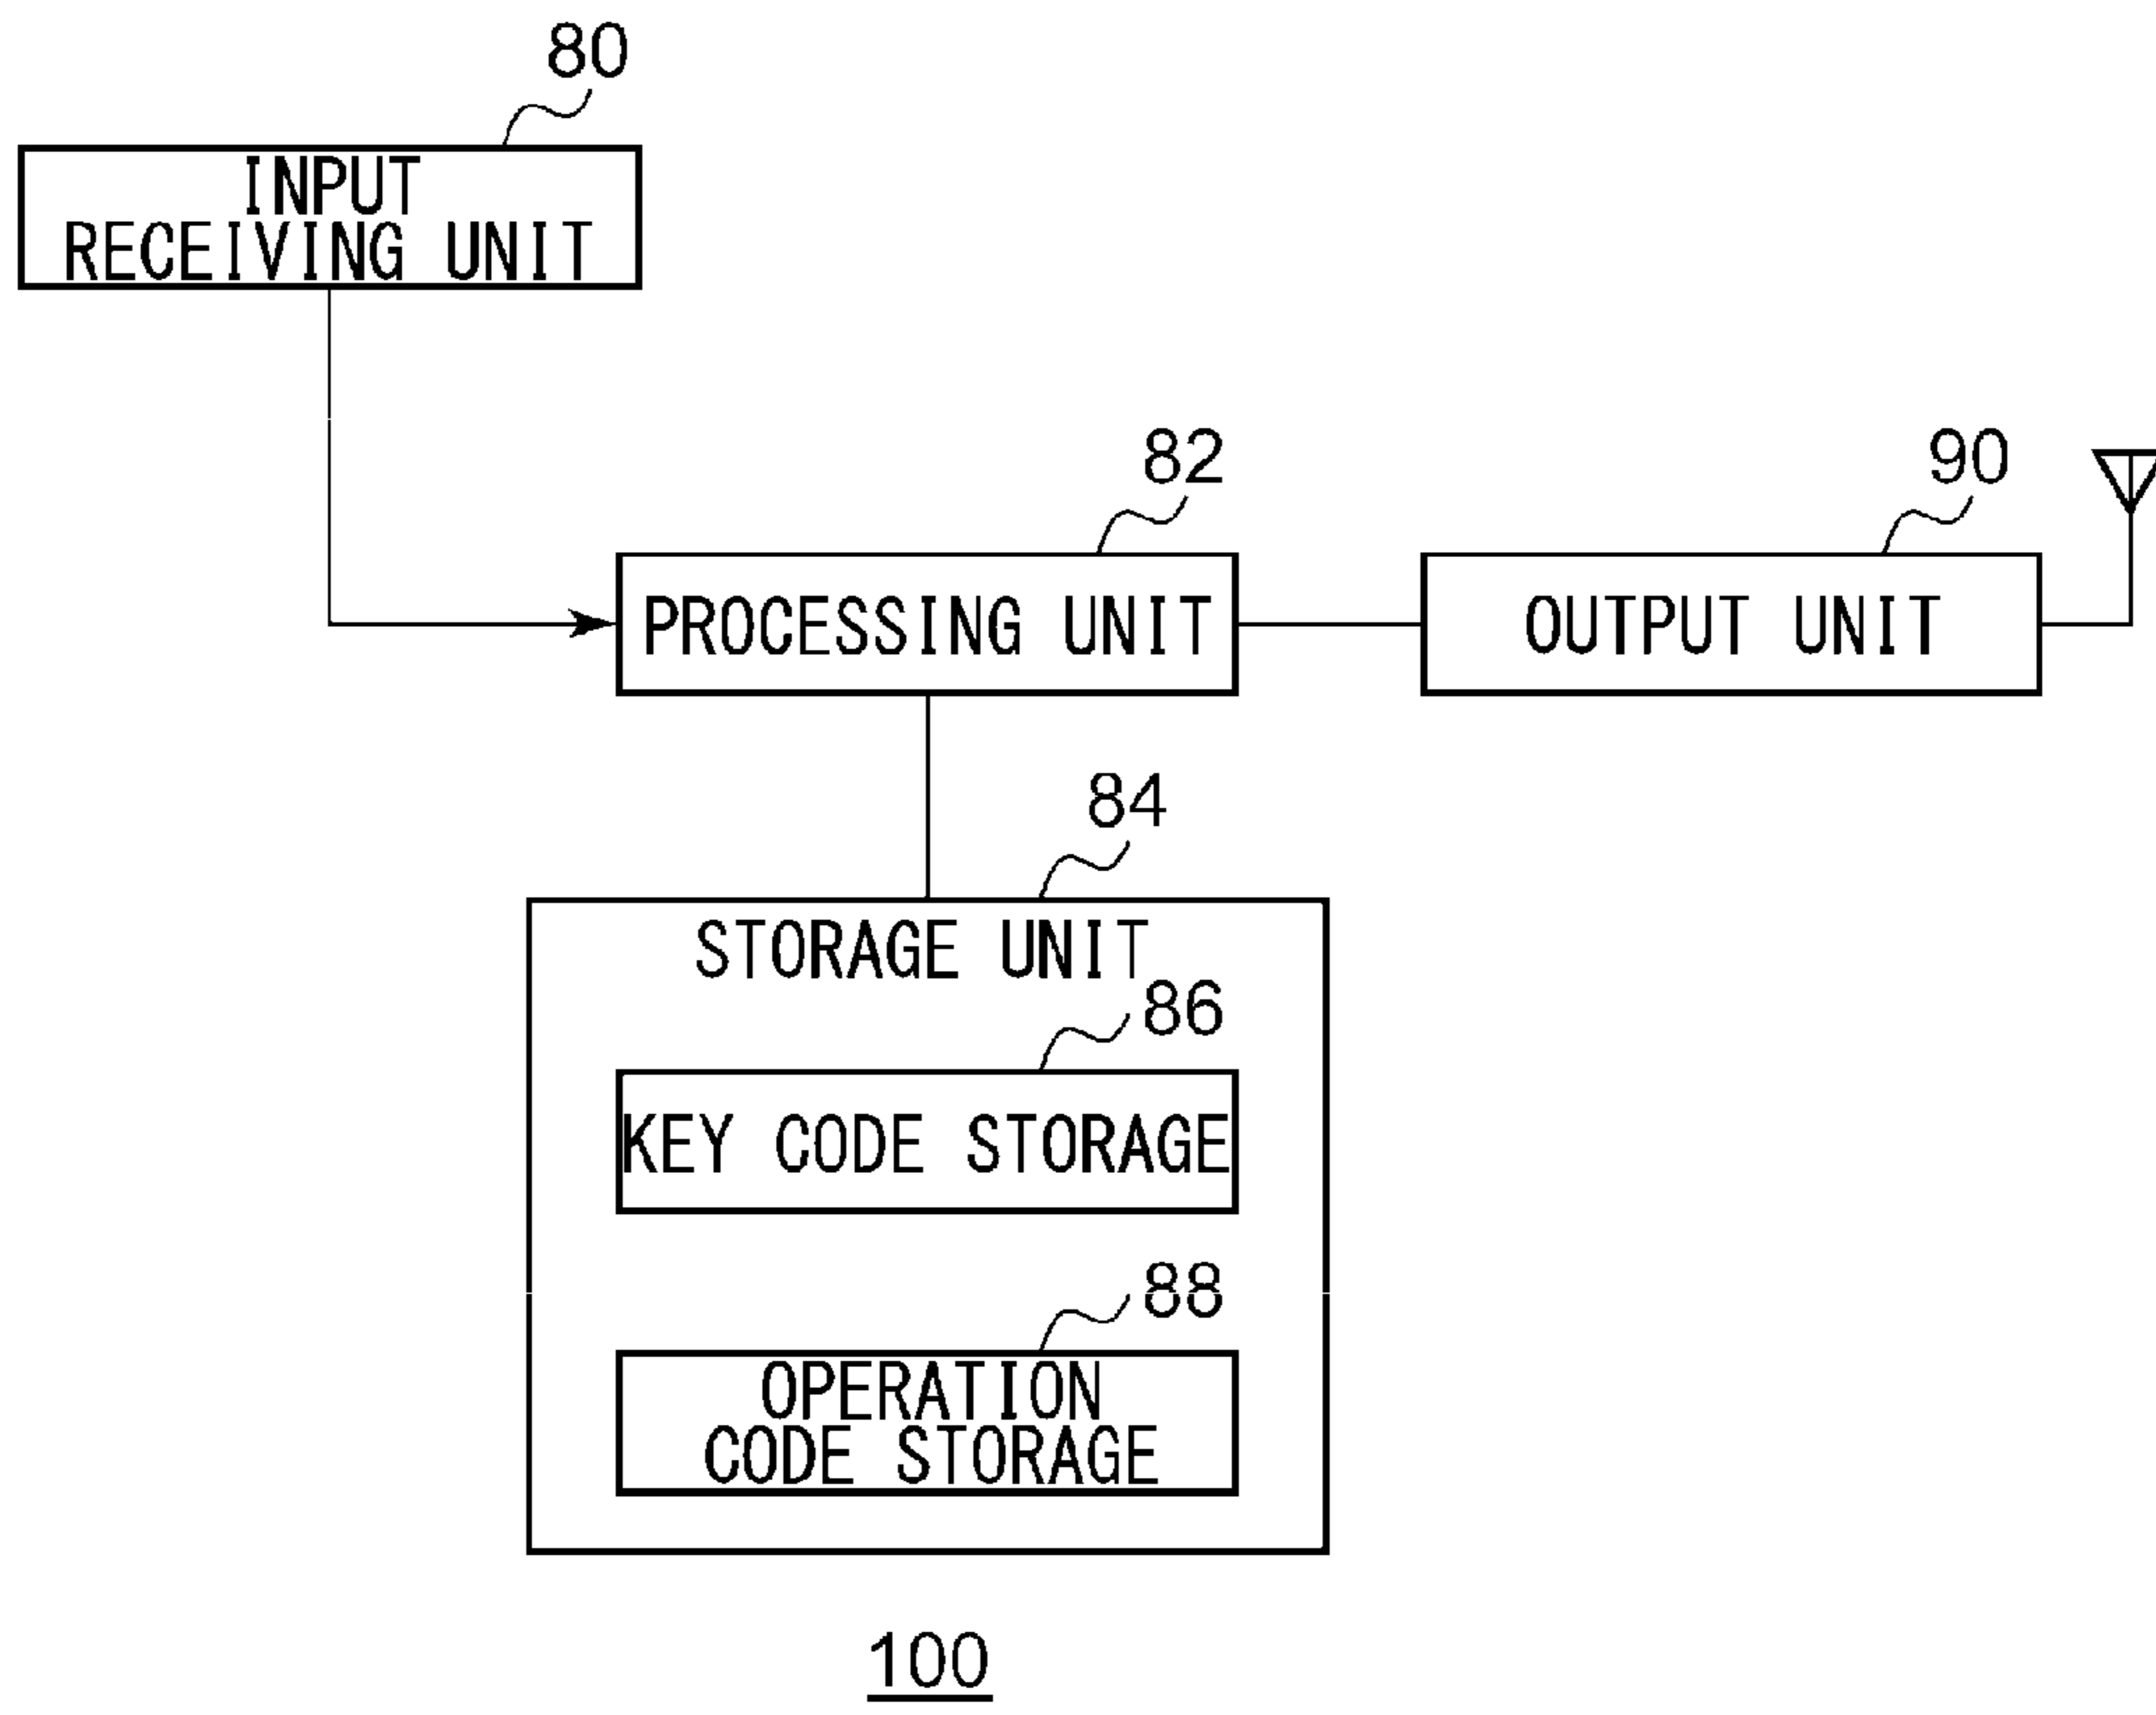 80
INPUT
RECEIVING UNIT
82
90
PROCESSING UNIT
OUTPUT UNIT
84
STORAGE UNIT
86
KEY CODE STORAGE
88
OPERATION
CODE STORAGE
100